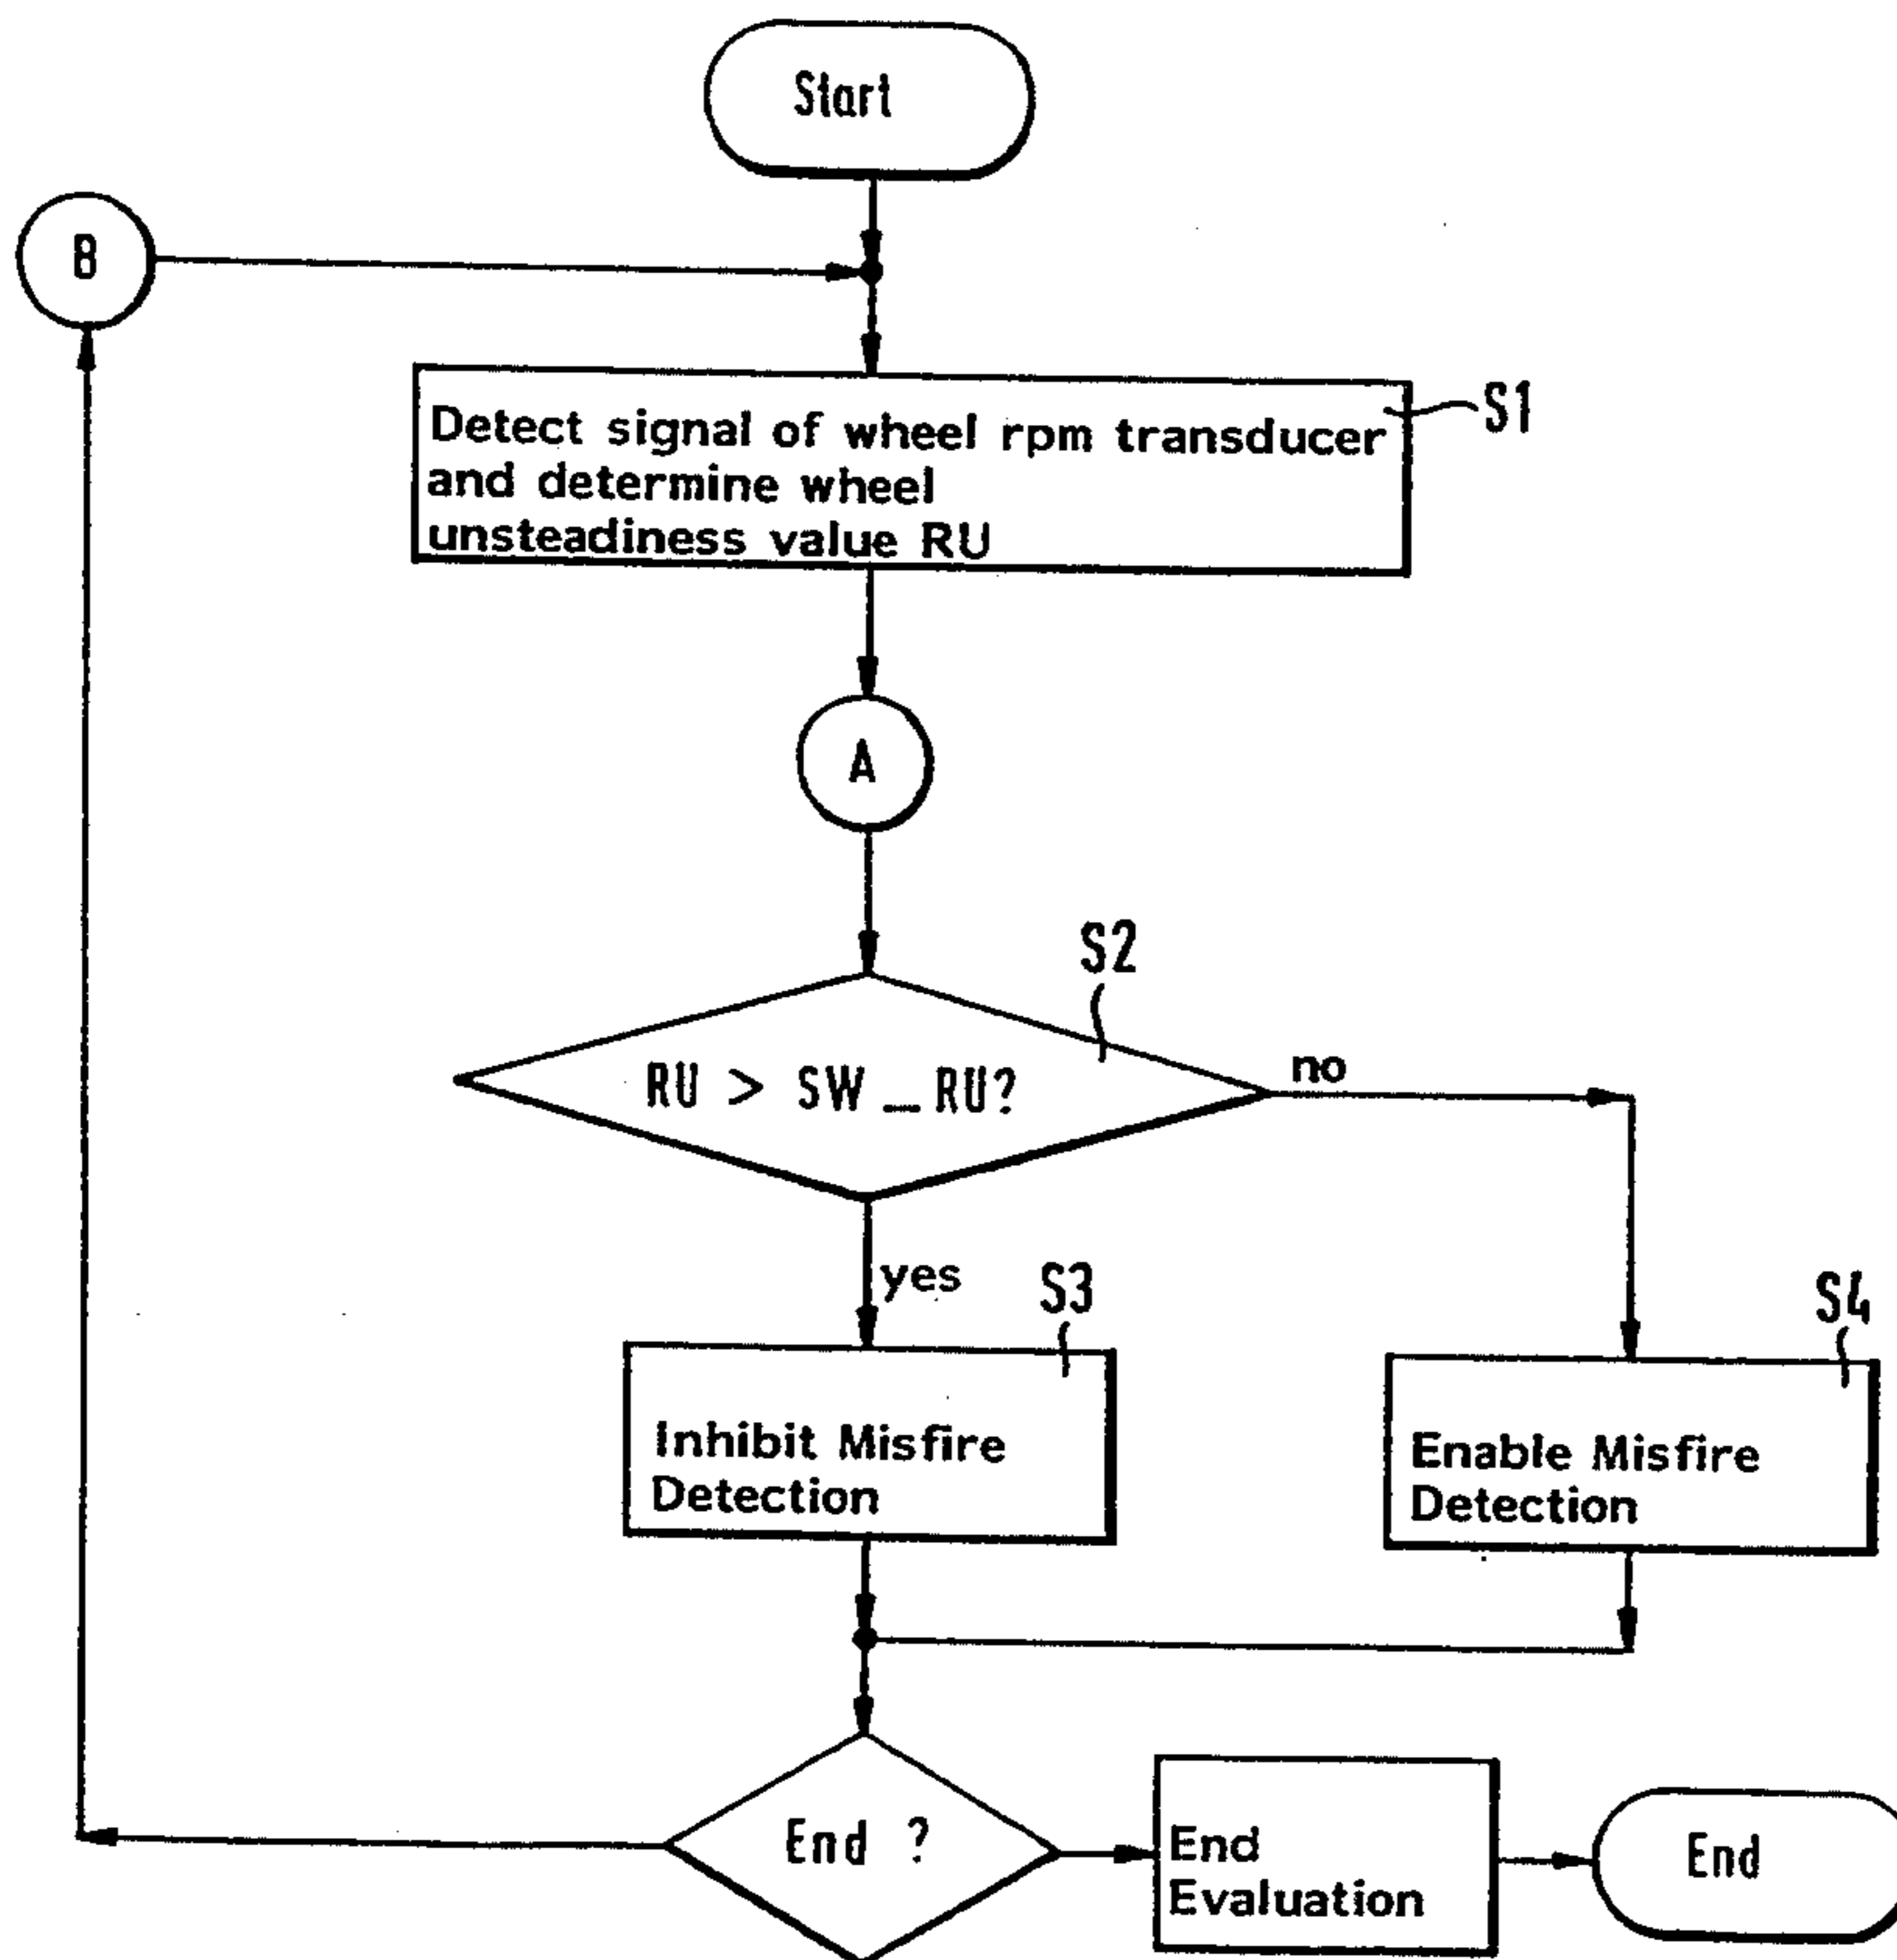 Start
B
Detect signal of wheel rpm transducer
and determine wheel
unsteadiness value RU
S1
A
S2
RU > SW_RU?
no
yes
S3
S4
Inhibit Misfire
Detection
Enable Misfire
Detection
End ?
End
Evaluation
End